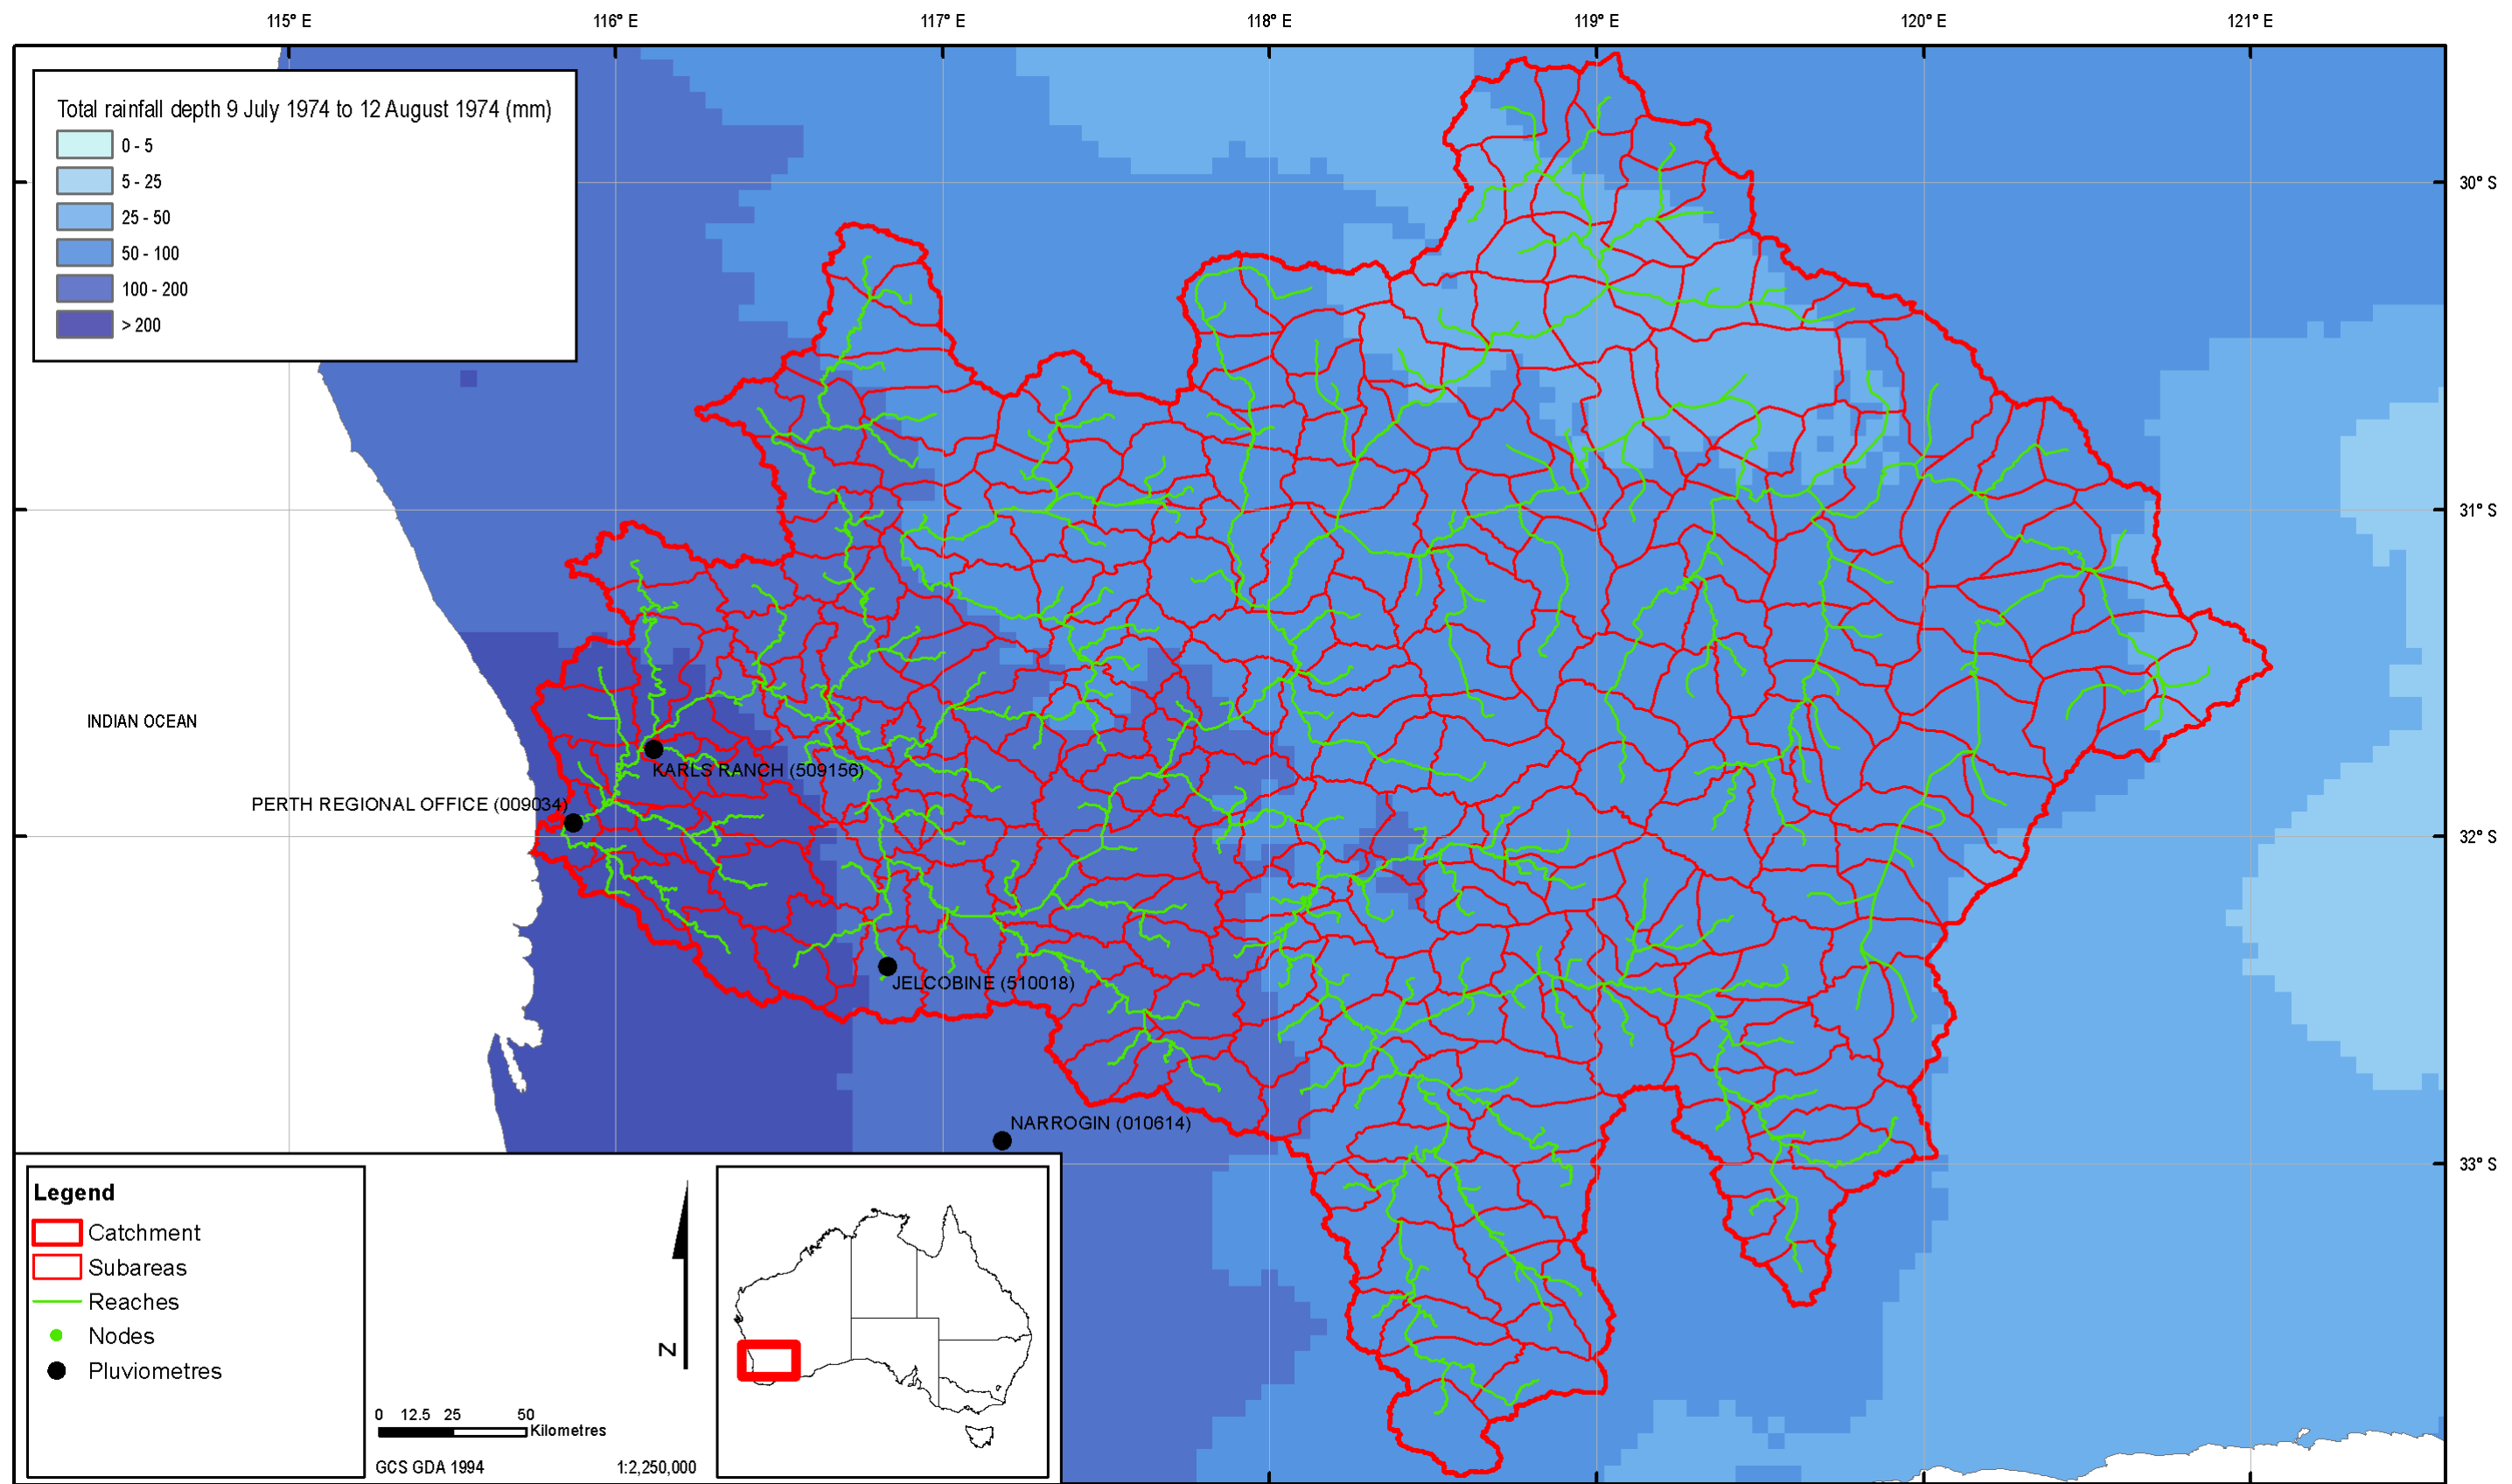 115° E
116° E
117° E
118° E
119° E
120° E
121° E
Total rainfall depth 9 July 1974 to 12 August 1974 (mm)
0 - 5
5 - 25
25 - 50
50 - 100
100 - 200
> 200
30° S
31° S
INDIAN OCEAN
KARLS RANCH (509156)
PERTH REGIONAL OFFICE (009034)
32° S
JELCOBINE (510018)
NARROGIN (010614)
33° S
Legend
Catchment
Subareas
Reaches
Nodes
Pluviometres
N
0 12.5 25 50
Kilometres
GCS GDA 1994
1:2,250,000